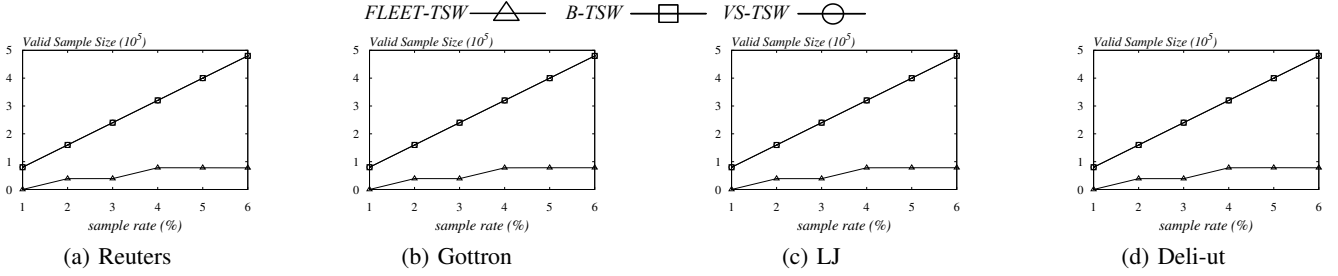 FLEET-TSW B-TSW VS-TSW
Valid Sample Size (10^5)
5
4
3
2
1
0
1 2 3 4 5 6
sample rate (%)
(a) Reuters
Valid Sample Size (10^5)
5
4
3
2
1
0
1 2 3 4 5 6
sample rate (%)
(b) Gottron
Valid Sample Size (10^5)
5
4
3
2
1
0
1 2 3 4 5 6
sample rate (%)
(c) LJ
Valid Sample Size (10^5)
5
4
3
2
1
0
1 2 3 4 5 6
sample rate (%)
(d) Deli-ut